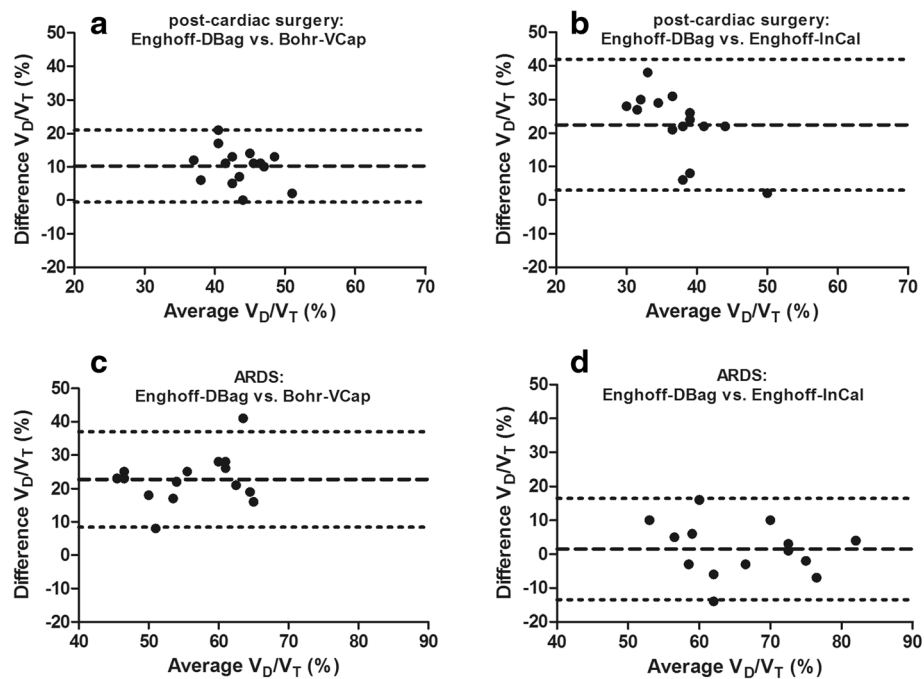 a
post-cardiac surgery:
Enghoff-DBag vs. Bohr-VCap
Difference VD/VT (%)
50
40
30
20
10
0
-10
-20
20 30 40 50 60 70
Average VD/VT (%)
b
post-cardiac surgery:
Enghoff-DBag vs. Enghoff-InCal
Difference VD/VT (%)
50
40
30
20
10
0
-10
-20
20 30 40 50 60 70
Average VD/VT (%)
c
ARDS:
Enghoff-DBag vs. Bohr-VCap
Difference VD/VT (%)
50
40
30
20
10
0
-10
-20
40 50 60 70 80 90
Average VD/VT (%)
d
ARDS:
Enghoff-DBag vs. Enghoff-InCal
Difference VD/VT (%)
50
40
30
20
10
0
-10
-20
40 50 60 70 80 90
Average VD/VT (%)